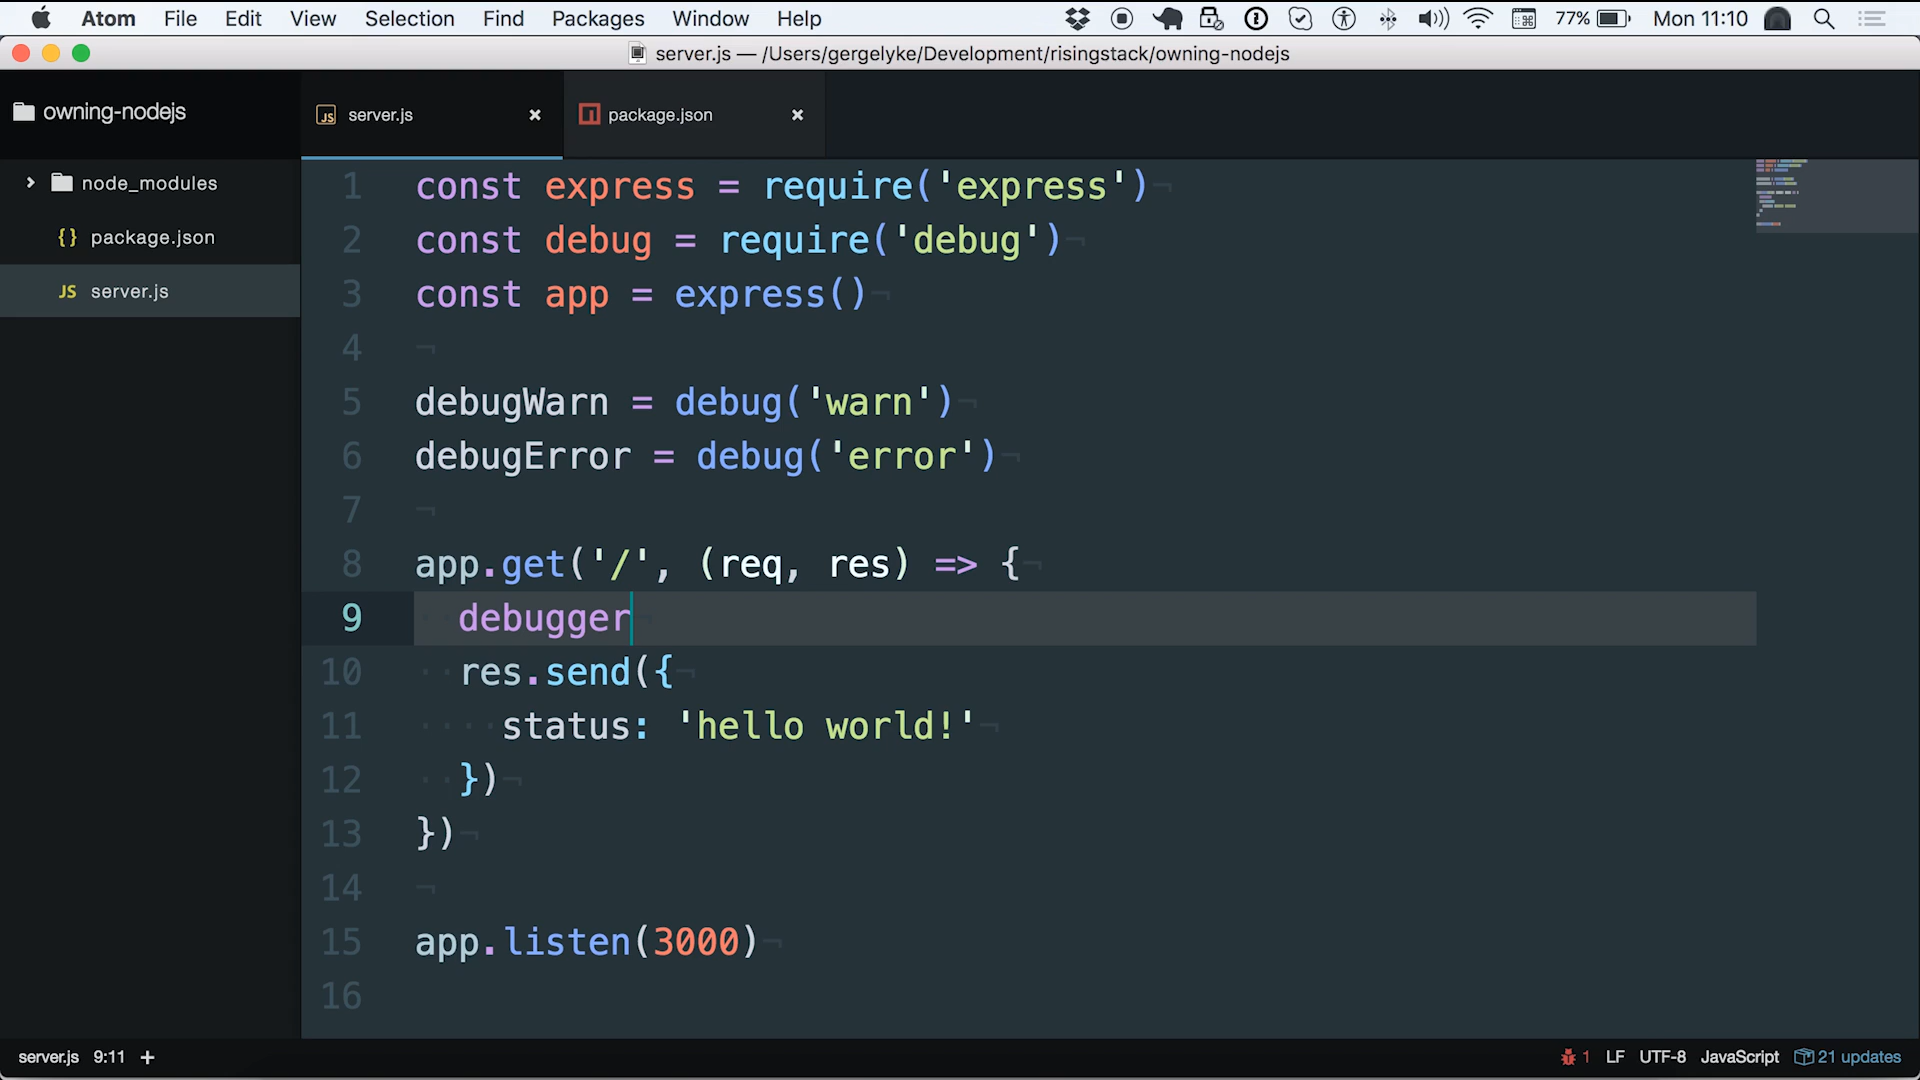 Atom File Edit View Selection Find Packages Window Help 77% Mon 11:10
server.js — /Users/gergelyke/Development/risingstack/owning-nodejs
owning-nodejs
server.js
package.json
node_modules
package.json
JS server.js
1 const express = require('express')
2 const debug = require('debug')
3 const app = express()
4
5 debugWarn = debug('warn')
6 debugError = debug('error')
7
8 app.get('/', (req, res) => {
9 debugger
10 res.send({
11 status: 'hello world!'
12 })
13 })
14
15 app.listen(3000)
16
server.js 9:11 + 1 LF UTF-8 JavaScript 21 updates